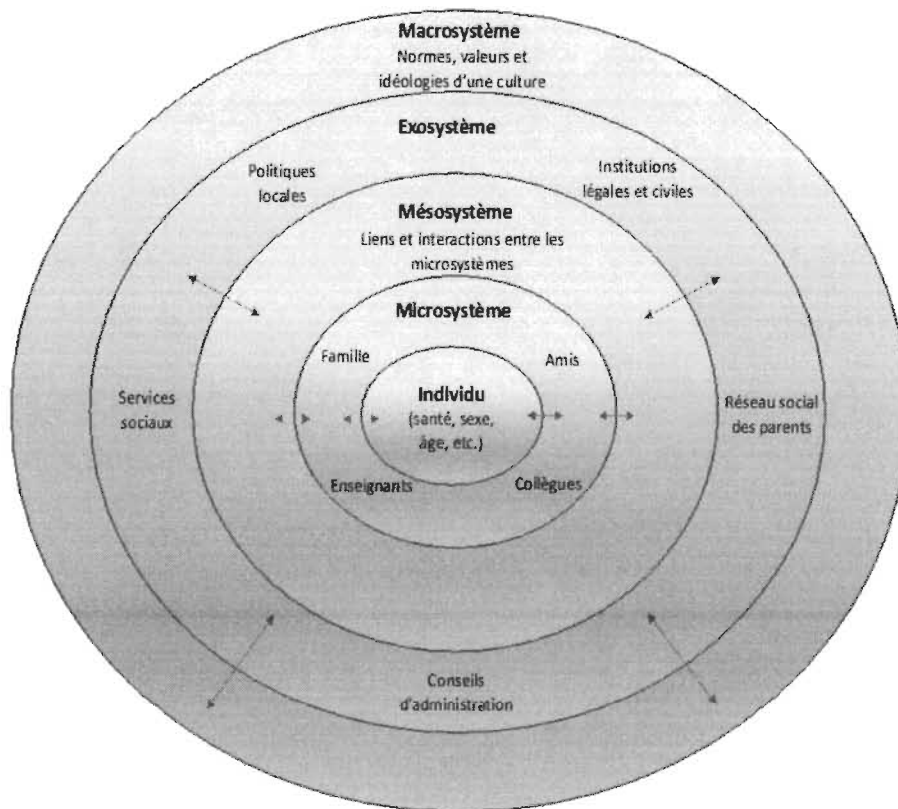 Macrosystème
Normes, valeurs et
idéologies d'une culture
Exosystème
Politiques
locales
Institutions
légales et civiles
Mésosystème
Liens et interactions entre les
microsystèmes
Microsystème
Famille
Amis
Services
sociaux
Individu
(santé, sexe,
âge, etc.)
Réseau social
des parents
Enseignants
Collègues
Conseils
d'administration